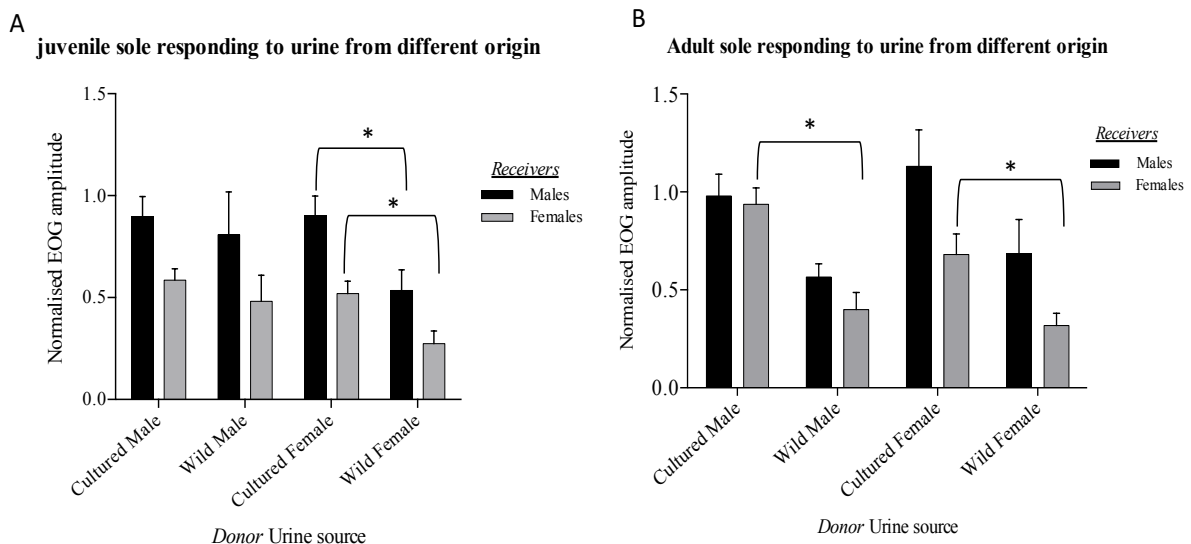 A
juvenile sole responding to urine from different origin
1.5
1.0
0.5
0.0
Normalised EOG amplitude
*
*
Receivers
Males
Females
Cultured Male
Wild Male
Cultured Female
Wild Female
Donor Urine source
B
Adult sole responding to urine from different origin
1.5
1.0
0.5
0.0
Normalised EOG amplitude
*
*
Receivers
Males
Females
Cultured Male
Wild Male
Cultured Female
Wild Female
Donor Urine source